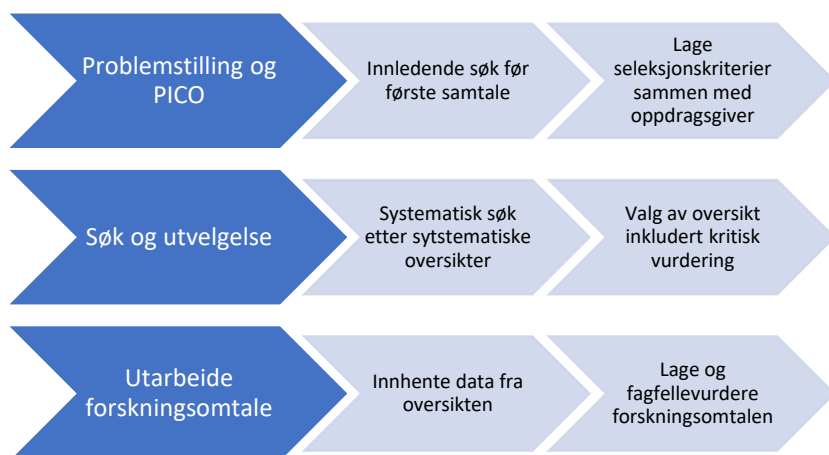 Problemstilling og
PICO
Innledende søk før
første samtale
Lage
seleksjonskriterier
sammen med
oppdragsgiver
Søk og utvelgelse
Systematisk søk
etter sytstematiske
oversikter
Valg av oversikt
inkludert kritisk
vurdering
Utarbeide
forskningsomtale
Innhente data fra
oversikten
Lage og
fagfellevurdere
forskningsomtalen